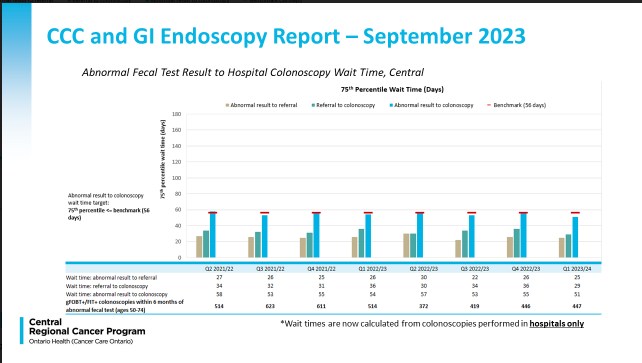 CCC and GI Endoscopy Report – September 2023
Abnormal Fecal Test Result to Hospital Colonoscopy Wait Time, Central
75th Percentile Wait Time (Days)
Abnormal result to referral Referral to colonoscopy Abnormal result to colonoscopy Benchmark (56 days)
75th percentile wait time (days)
180
160
140
120
100
80
60
40
20
0
Abnormal result to colonoscopy
wait time target:
75th percentile <= benchmark (56
days)
Q2 2021/22 Q3 2021/22 Q4 2021/22 Q1 2022/23 Q2 2022/23 Q3 2022/23 Q4 2022/23 Q1 2023/24
Wait time: abnormal result to referral 27 26 25 26 30 22 26 25
Wait time: referral to colonoscopy 34 32 31 36 30 34 36 29
Wait time: abnormal result to colonoscopy 58 53 55 54 57 53 55 51
gFOBT+/FIT+ colonoscopies within 6 months of
abnormal fecal test (ages 50-74) 514 623 611 514 372 419 446 447
*Wait times are now calculated from colonoscopies performed in hospitals only
Central
Regional Cancer Program
Ontario Health (Cancer Care Ontario)